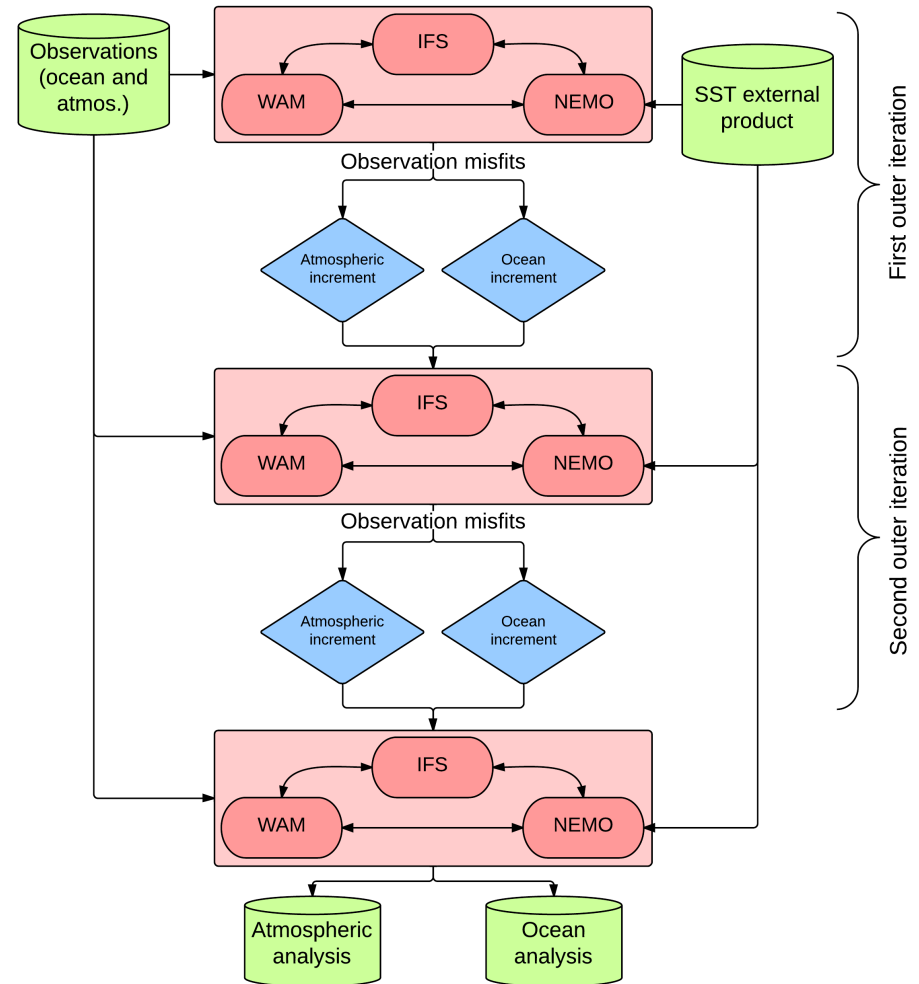 Observations
(ocean and
atmos.)
IFS
WAM
NEMO
SST external
product
Observation misfits
Atmospheric
increment
Ocean
increment
First outer iteration
IFS
WAM
NEMO
Observation misfits
Atmospheric
increment
Ocean
increment
Second outer iteration
IFS
WAM
NEMO
Atmospheric
analysis
Ocean
analysis